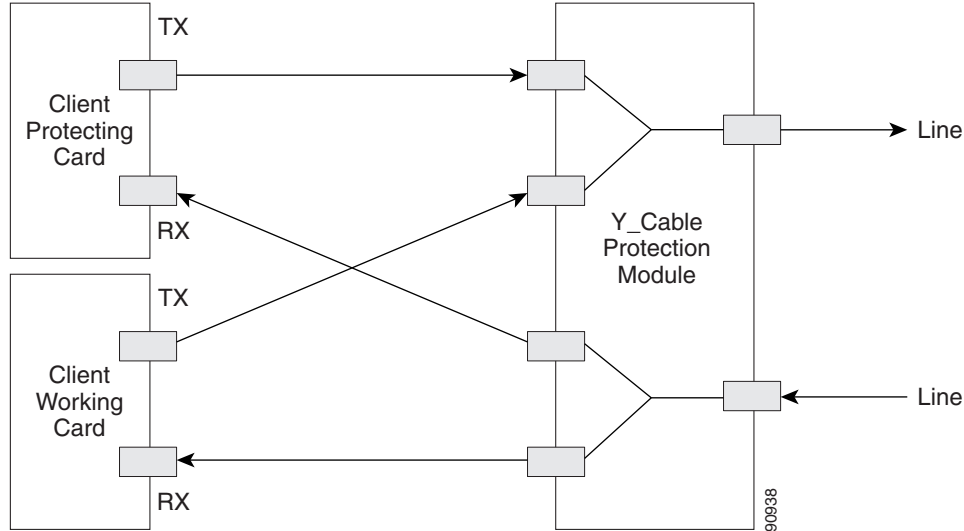 TX
Client
Protecting
Card
RX
Line
Y_Cable
Protection
Module
TX
Client
Working
Card
RX
Line
90938